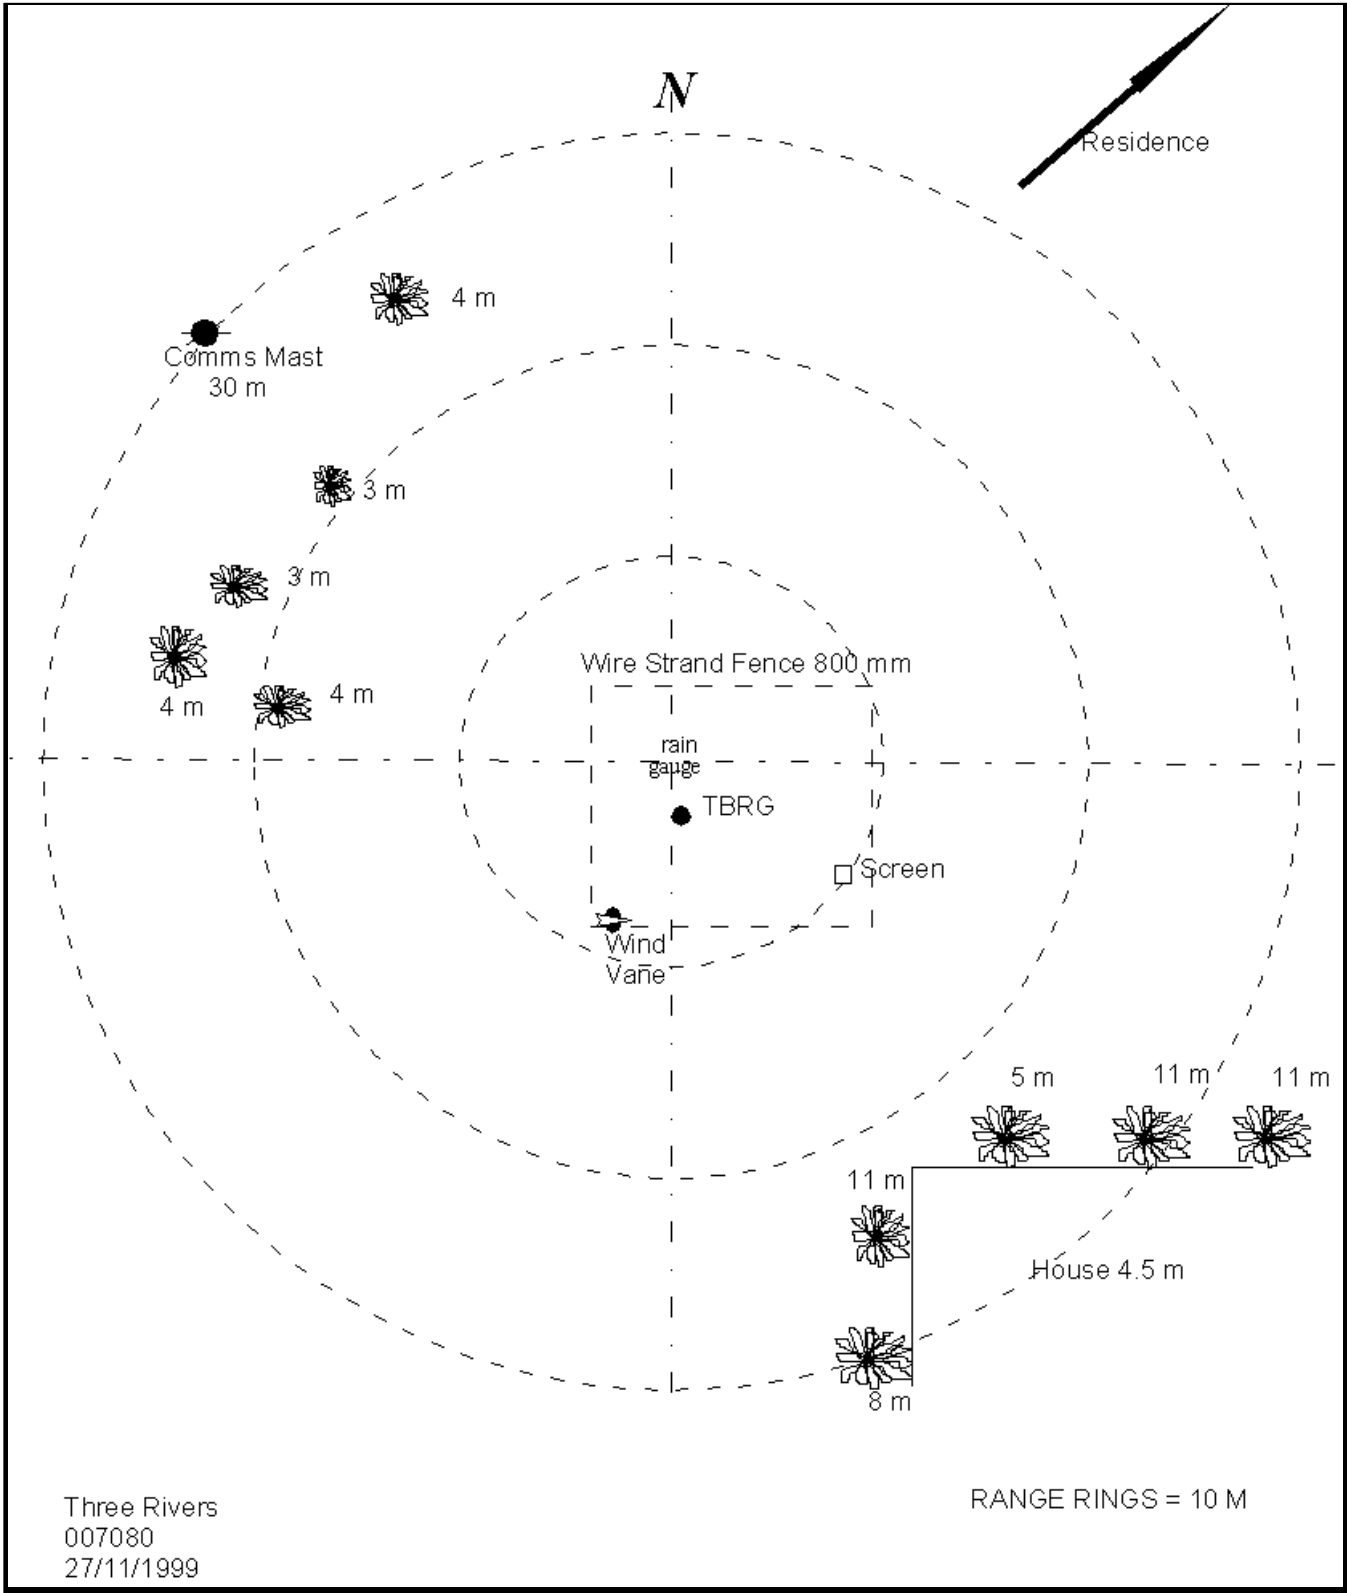 N
Residence
4 m
Comms Mast
30 m
3 m
3 m
Wire Strand Fence 800 mm
4 m
4 m
rain
gauge
TBRG
Screen
Wind
Vane
5 m
11 m
11 m
11 m
House 4.5 m
8 m
RANGE RINGS = 10 M
Three Rivers
007080
27/11/1999